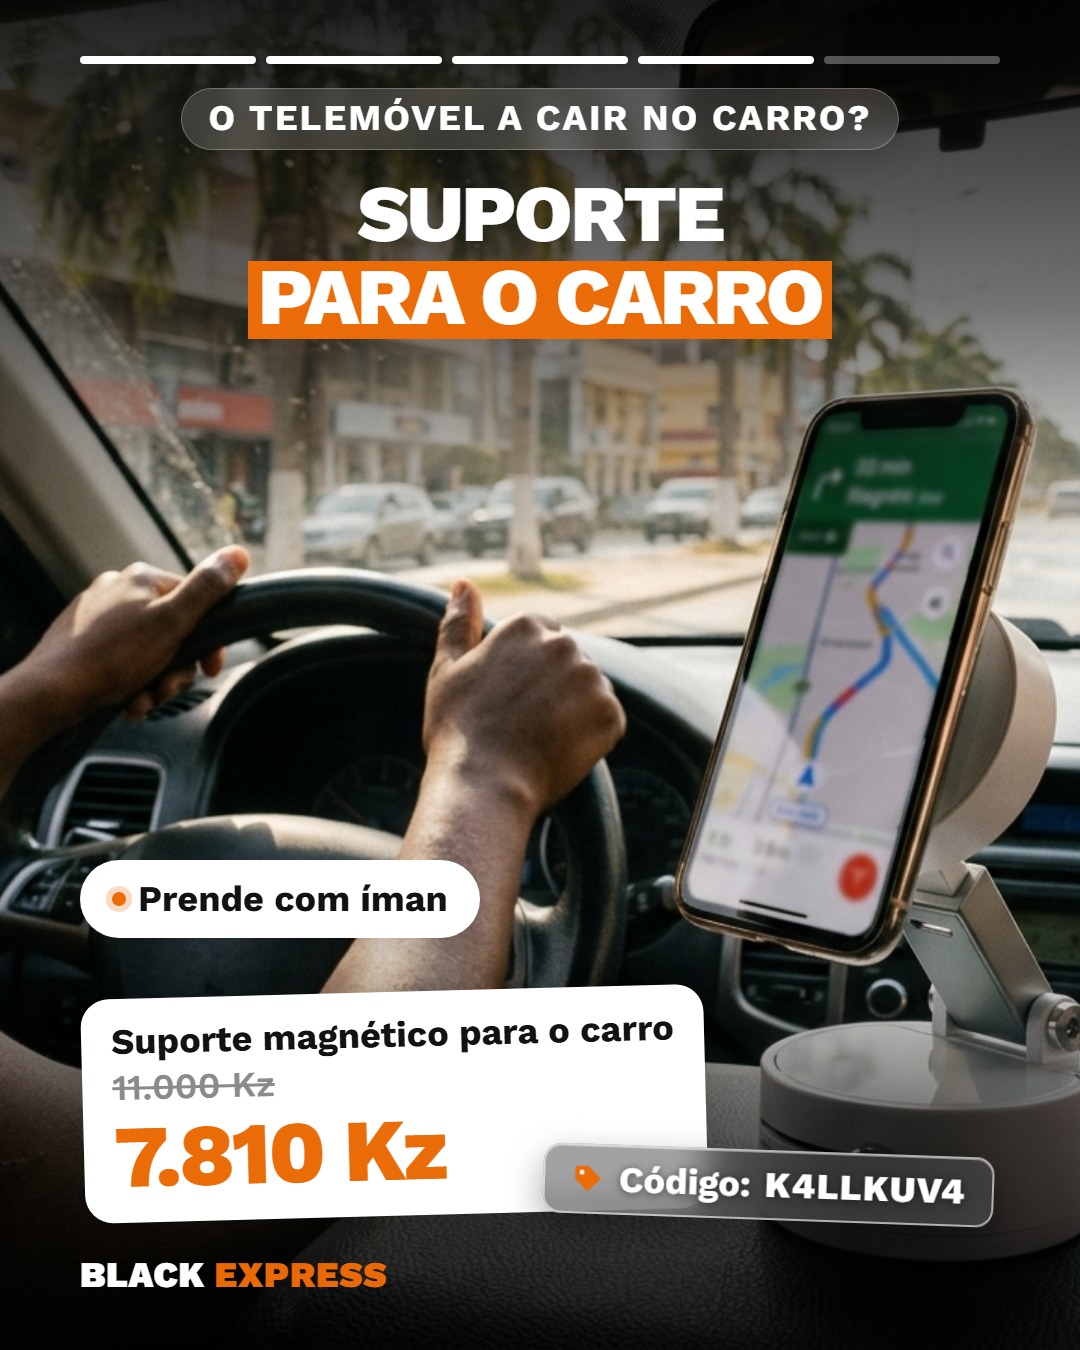 O TELEMÓVEL A CAIR NO CARRO?
SUPORTE
PARA O CARRO
Prende com íman
Suporte magnético para o carro
11.000 Kz
7.810 Kz
Código: K4LLKUV4
BLACK EXPRESS